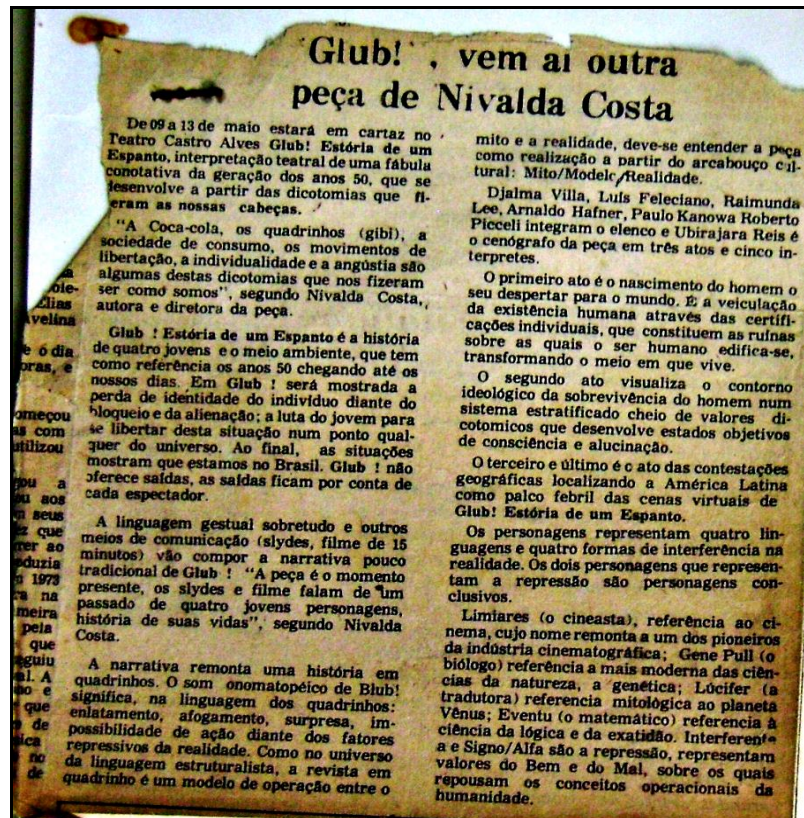 Glub! , vem aí outra
peça de Nivalda Costa
De 09 a 13 de maio estará em cartaz no
Teatro Castro Alves Glub! Estória de um
Espanto, interpretação teatral de uma fábula
conotativa da geração dos anos 50, que se
desenvolve a partir das dicotomias que fi-
eram as nossas cabeças.
"A Coca-cola, os quadrinhos (gibi), a
sociedade de consumo, os movimentos de
libertação, a individualidade e a angústia são
algumas destas dicotomias que nos fizeram
ser como somos", segundo Nivalda Costa,
autora e diretora da peça.
Glub ! Estória de um Espanto é a história
de quatro jovens e o meio ambiente, que tem
como referência os anos 50 chegando até os
nossos dias. Em Glub ! será mostrada a
perda de identidade do indivíduo diante do
bloqueio e da alienação; a luta do jovem para
se libertar desta situação num ponto qual-
quer do universo. Ao final, as situações
mostram que estamos no Brasil. Glub ! não
oferece saídas, as saídas ficam por conta de
cada espectador.
A linguagem gestual sobretudo e outros
meios de comunicação (slydes, filme de 15
minutos) vão compor a narrativa pouco
tradicional de Glub ! "A peça é o momento
presente, os slydes e filme falam de um
passado de quatro jovens personagens,
história de suas vidas", segundo Nivalda
Costa.
A narrativa remonta uma história em
quadrinhos. O som onomatopéico de Blub!
significa, na linguagem dos quadrinhos:
enlatamento, afogamento, surpresa, im-
possibilidade de ação diante dos fatores
repressivos da realidade. Como no universo
da linguagem estruturalista, a revista em
quadrinho é um modelo de operação entre o
mito e a realidade, deve-se entender a peça
como realização a partir do arcabouço cul-
tural: Mito/Modelo/Realidade.
Djalma Villa, Luís Feleciano, Raimunda
Lee, Arnaldo Hafner, Paulo Kanowa Roberto
Picceli integram o elenco e Ubirajara Reis é
o cenógrafo da peça em três atos e cinco in-
terpretes.
O primeiro ato é o nascimento do homem o
seu despertar para o mundo. É a veiculação
da existência humana através das certifi-
cações individuais, que constituem as ruínas
sobre as quais o ser humano edifica-se,
transformando o meio em que vive.
O segundo ato visualiza o contorno
ideológico da sobrevivência do homem num
sistema estratificado cheio de valores di-
cotomicos que desenvolve estados objetivos
de consciência e alucinação.
O terceiro e último é o ato das contestações
geográficas localizando a América Latina
como palco febril das cenas virtuais de
Glub! Estória de um Espanto.
Os personagens representam quatro lin-
guagens e quatro formas de interferência na
realidade. Os dois personagens que represen-
tam a repressão são personagens con-
clusivos.
Limiares (o cineasta), referência ao ci-
nema, cujo nome remonta a um dos pioneiros
da indústria cinematográfica; Gene Pull (o
biólogo) referência a mais moderna das ciên-
cias da natureza, a genética; Lúcifer (a
tradutora) referencia mitológica ao planeta
Vênus; Eventu (o matemático) referencia à
ciência da lógica e da exatidão. Interferente
a e Signo/Alfa são a repressão, representam
valores do Bem e do Mal, sobre os quais
repousam os conceitos operacionais da
humanidade.